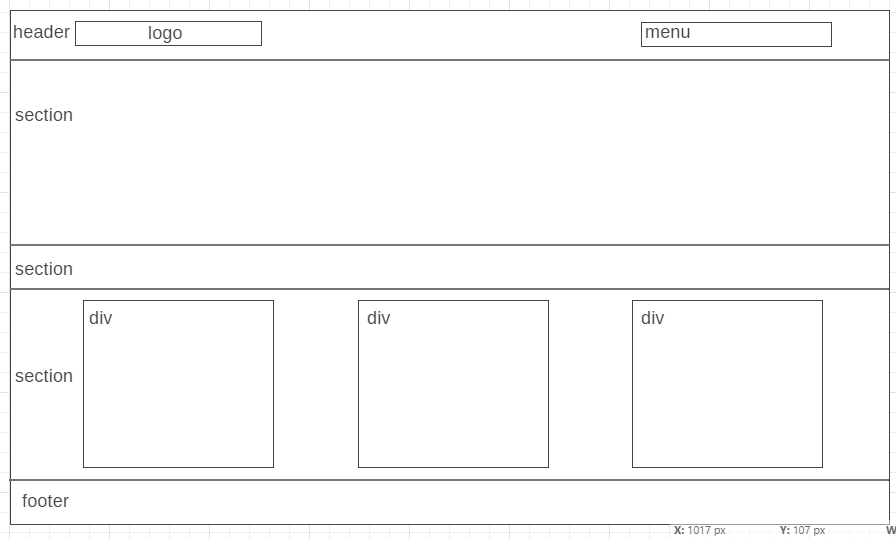 header logo menu
section
section
div div div
section
footer
X: 1017 px Y: 107 px W